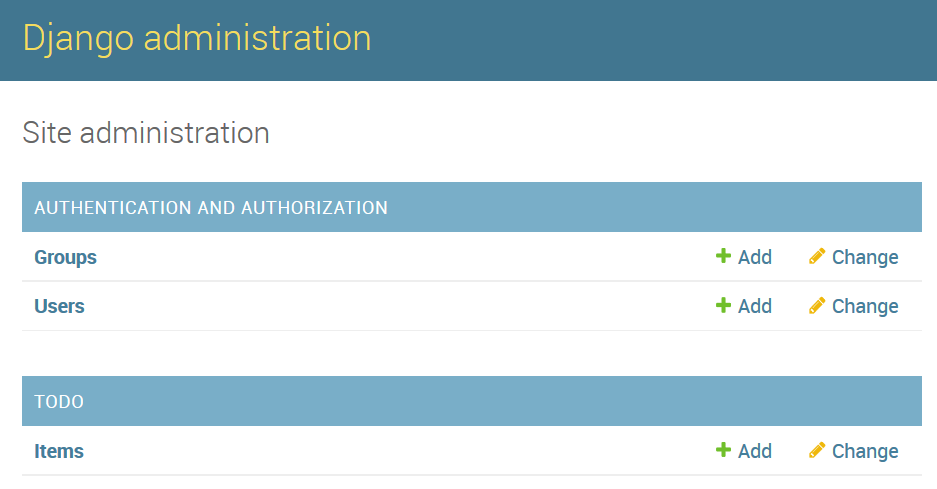 Django administration
Site administration
AUTHENTICATION AND AUTHORIZATION
Groups Add Change
Users Add Change
TODO
Items Add Change